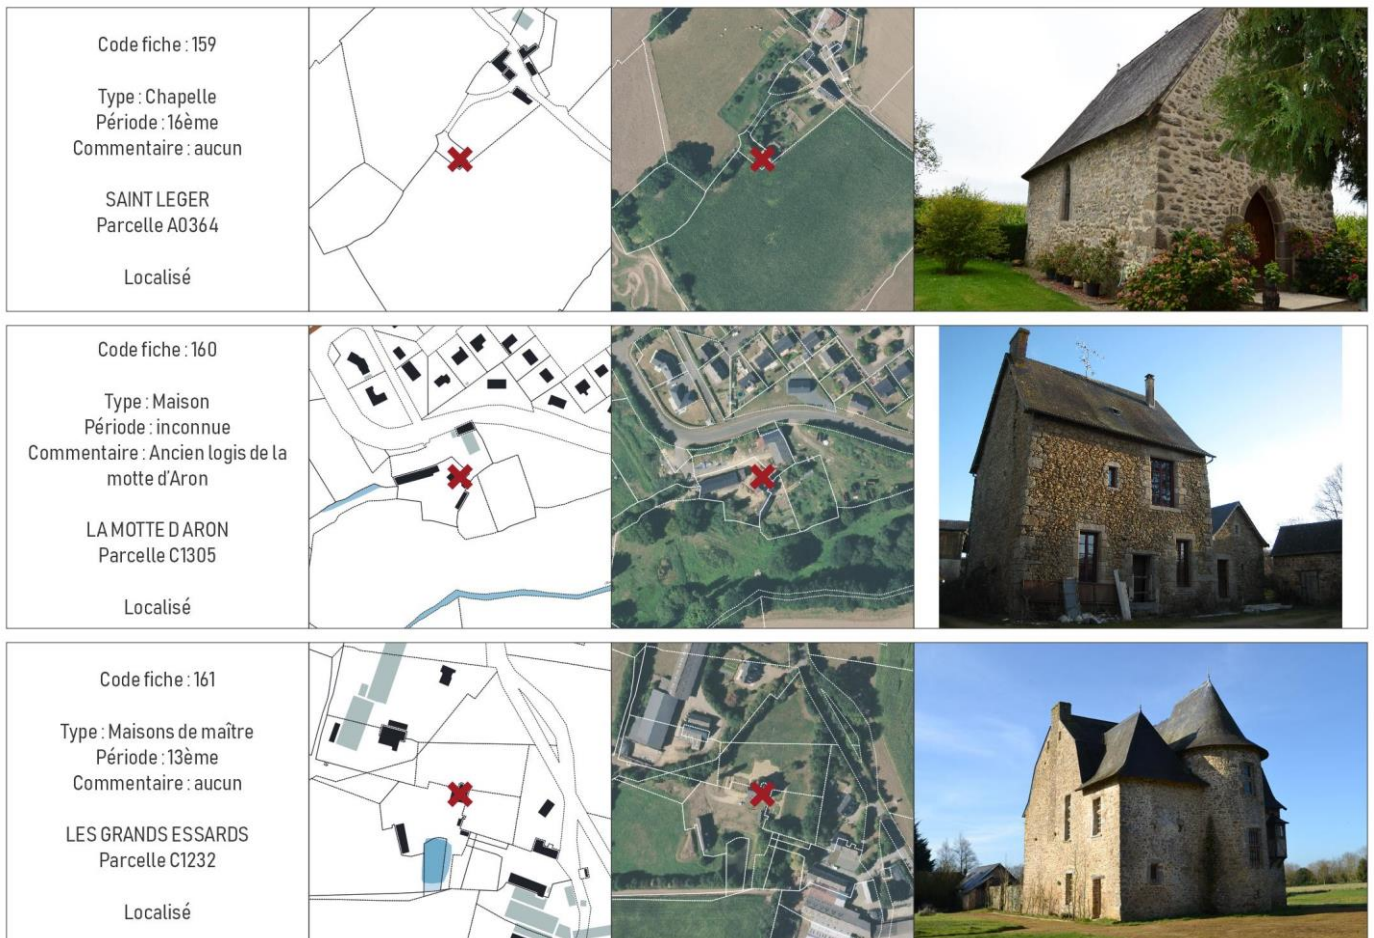 Code fiche : 159
Type : Chapelle
Période : 16ème
Commentaire : aucun
SAINT LEGER
Parcelle A0364
Localisé
Code fiche : 160
Type : Maison
Période : inconnue
Commentaire : Ancien logis de la
motte d'Aron
LA MOTTE D ARON
Parcelle C1305
Localisé
Code fiche : 161
Type : Maisons de maître
Période : 13ème
Commentaire : aucun
LES GRANDS ESSARDS
Parcelle C1232
Localisé